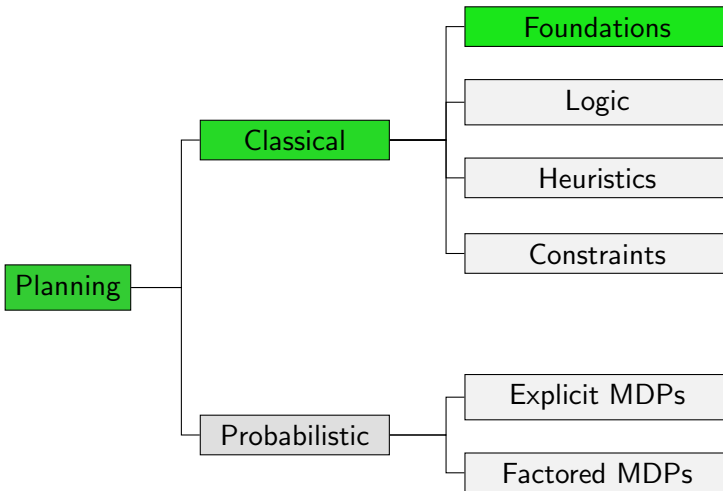 Foundations
Logic
Classical
Heuristics
Constraints
Planning
Explicit MDPs
Probabilistic
Factored MDPs